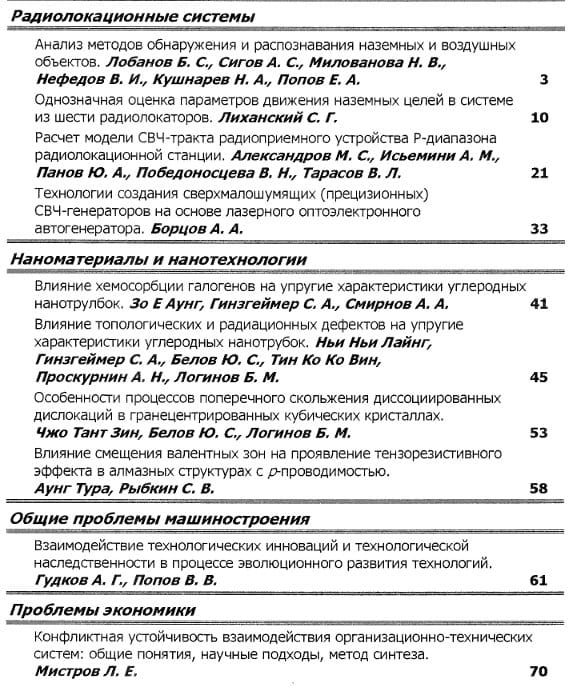 Радиолокационные системы
Анализ методов обнаружения и распознавания наземных и воздушных
объектов. Лобанов Б. С., Сигов А. С., Милованова Н. В.,
Нефедов В. И., Кушнарев Н. А., Попов Е. А. 3
Однозначная оценка параметров движения наземных целей в системе
из шести радиолокаторов. Лиханский С. Г. 10
Расчет модели СВЧ-тракта радиоприемного устройства Р-диапазона
радиолокационной станции. Александров М. С., Исьемини А. М.,
Панов Ю. А., Победоносцева В. Н., Тарасов В. Л. 21
Технологии создания сверхмалошумящих (прецизионных)
СВЧ-генераторов на основе лазерного оптоэлектронного
автогенератора. Борцов А. А. 33
Наноматериалы и нанотехнологии
Влияние хемосорбции галогенов на упругие характеристики углеродных
нанотрулбок. Зо Е Аунг, Гинзгеймер С. А., Смирнов А. А. 41
Влияние топологических и радиационных дефектов на упругие
характеристики углеродных нанотрубок. Ньи Ньи Лайнг,
Гинзгеймер С. А., Белов Ю. С., Тин Ко Ко Вин,
Проскурнин А. Н., Логинов Б. М. 45
Особенности процессов поперечного скольжения диссоциированных
дислокаций в гранецентрированных кубических кристаллах.
Чжо Тант Зин, Белов Ю. С., Логинов Б. М. 53
Влияние смещения валентных зон на проявление тензорезистивного
эффекта в алмазных структурах с p-проводимостью.
Аунг Тура, Рыбкин С. В. 58
Общие проблемы машиностроения
Взаимодействие технологических инноваций и технологической
наследственности в процессе эволюционного развития технологий.
Гудков А. Г., Попов В. В. 61
Проблемы экономики
Конфликтная устойчивость взаимодействия организационно-технических
систем: общие понятия, научные подходы, метод синтеза.
Мистров Л. Е. 70